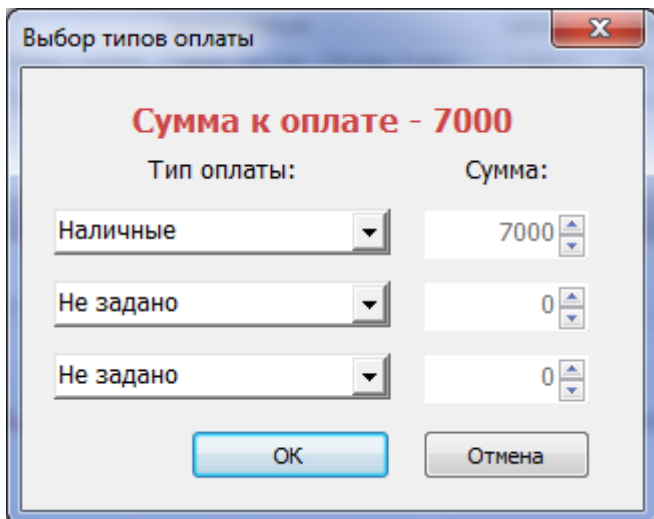 Выбор типов оплаты
Сумма к оплате - 7000
Тип оплаты: Сумма:
Наличные 7000
Не задано 0
Не задано 0
ОК Отмена